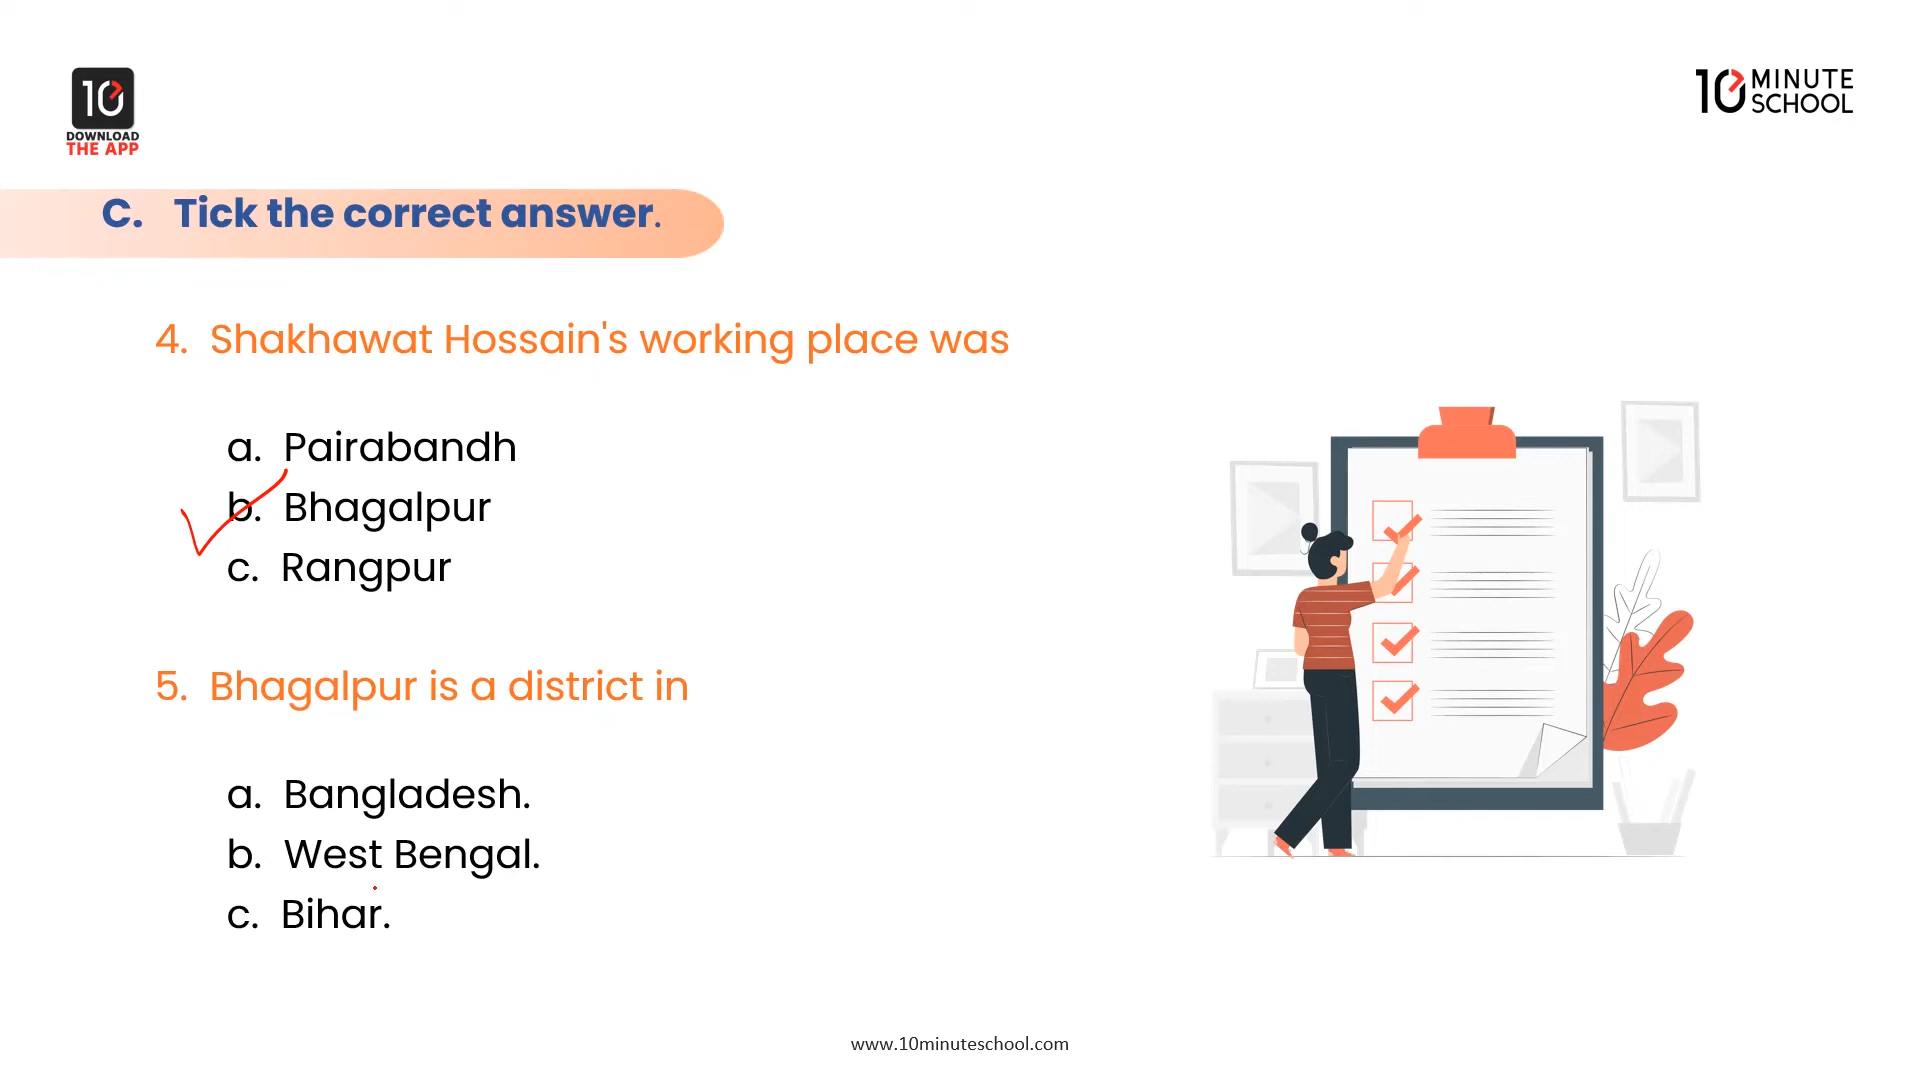 10
DOWNLOAD
THE APP
10 MINUTE
SCHOOL
C. Tick the correct answer.
4. Shakhawat Hossain's working place was
a. Pairabandh
b. Bhagalpur
c. Rangpur
5. Bhagalpur is a district in
a. Bangladesh.
b. West Bengal.
c. Bihar.
www.10minuteschool.com